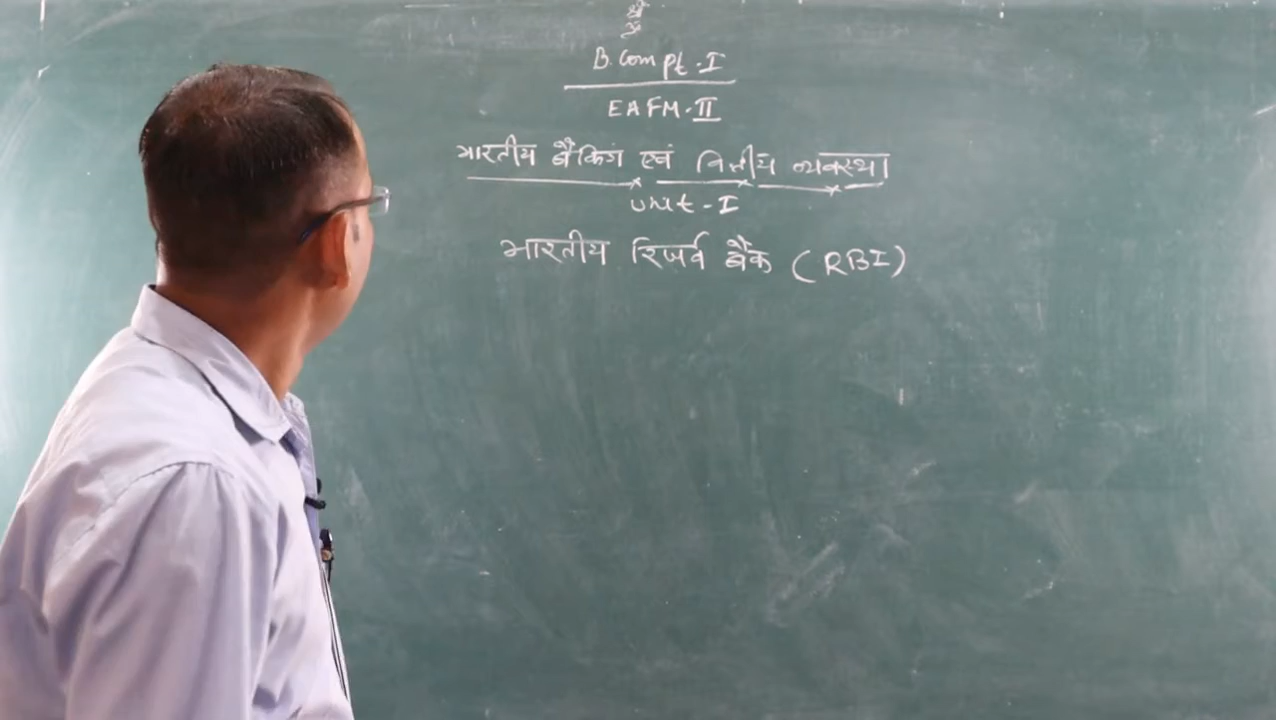 श्री
B.Com Pt.I
EAFM.II
भारतीय बैकिंग एवं वित्तीय व्यवस्था
Unit-I
भारतीय रिजर्व बैंक (RBI)